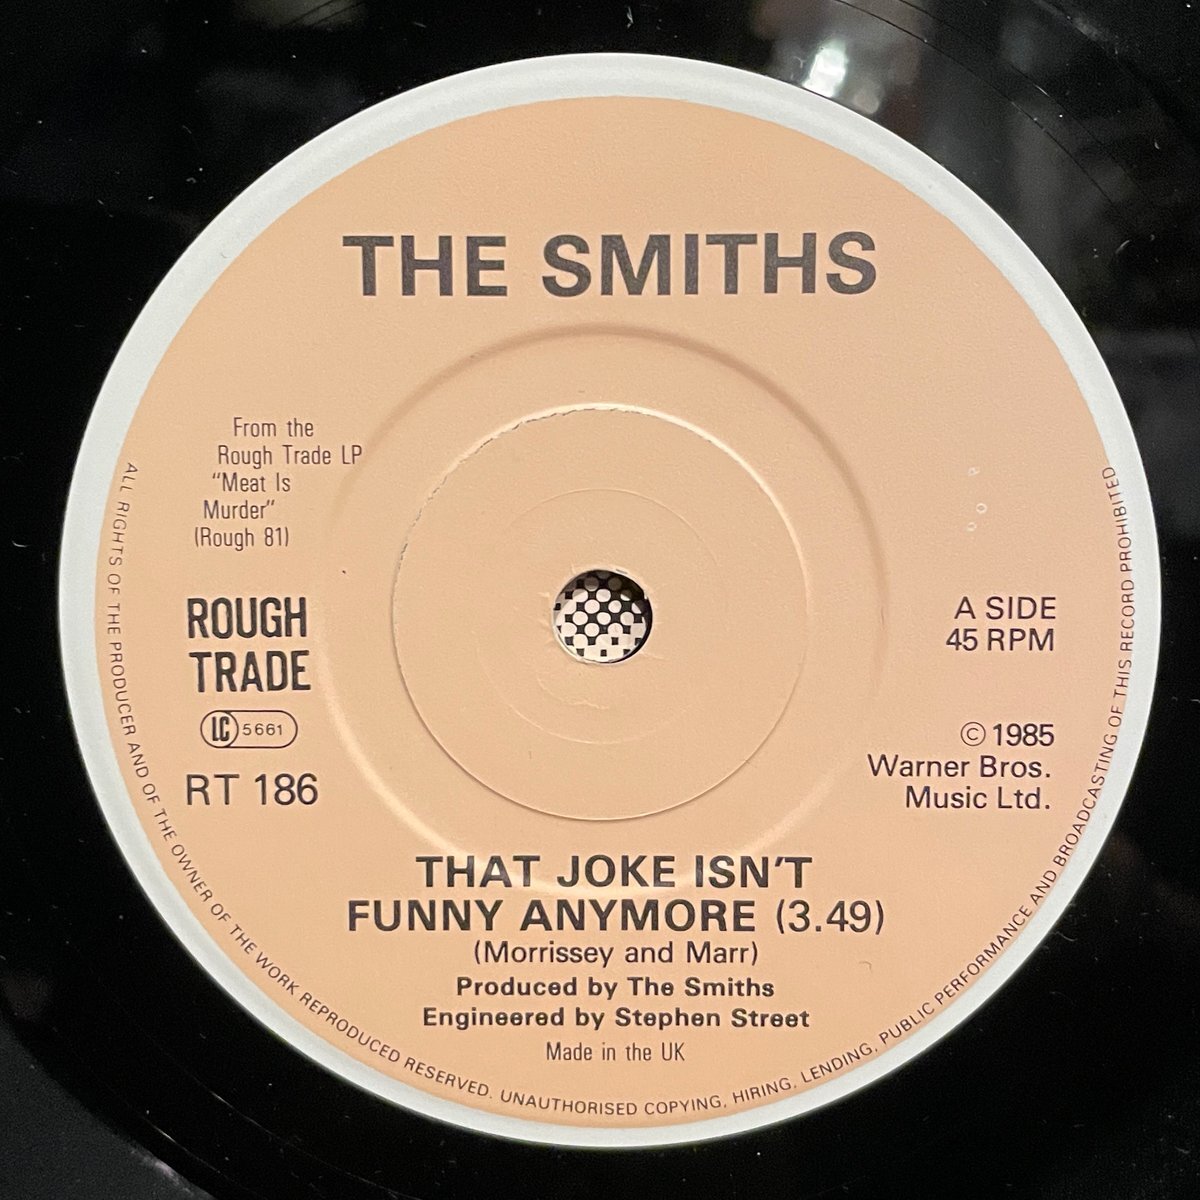 THE SMITHS
From the
Rough Trade LP
"Meat Is
Murder"
(Rough 81)
ROUGH
TRADE
LC 5661
RT 186
A SIDE
45 RPM
© 1985
Warner Bros.
Music Ltd.
THAT JOKE ISN'T
FUNNY ANYMORE (3.49)
(Morrissey and Marr)
Produced by The Smiths
Engineered by Stephen Street
Made in the UK
ALL RIGHTS OF THE PRODUCER AND OF THE OWNER OF THE WORK REPRODUCED RESERVED. UNAUTHORISED COPYING, HIRING, LENDING, PUBLIC PERFORMANCE AND BROADCASTING OF THIS RECORD PROHIBITED